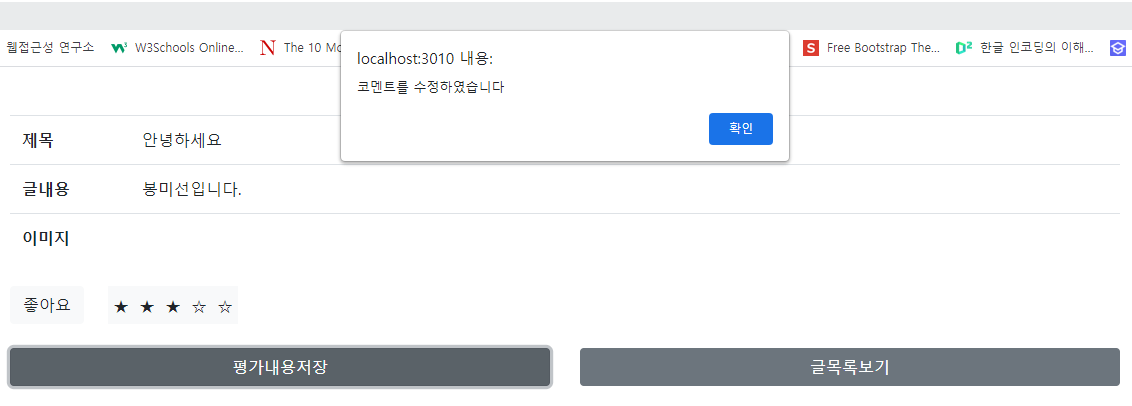 웹접근성 연구소 W3Schools Online... The 10 Mo Free Bootstrap The... 한글 인코딩의 이해...
localhost:3010 내용:
코멘트를 수정하였습니다
확인
제목 안녕하세요
글내용 봉미선입니다.
이미지
좋아요 ★ ★ ★ ☆ ☆
평가내용저장 글목록보기